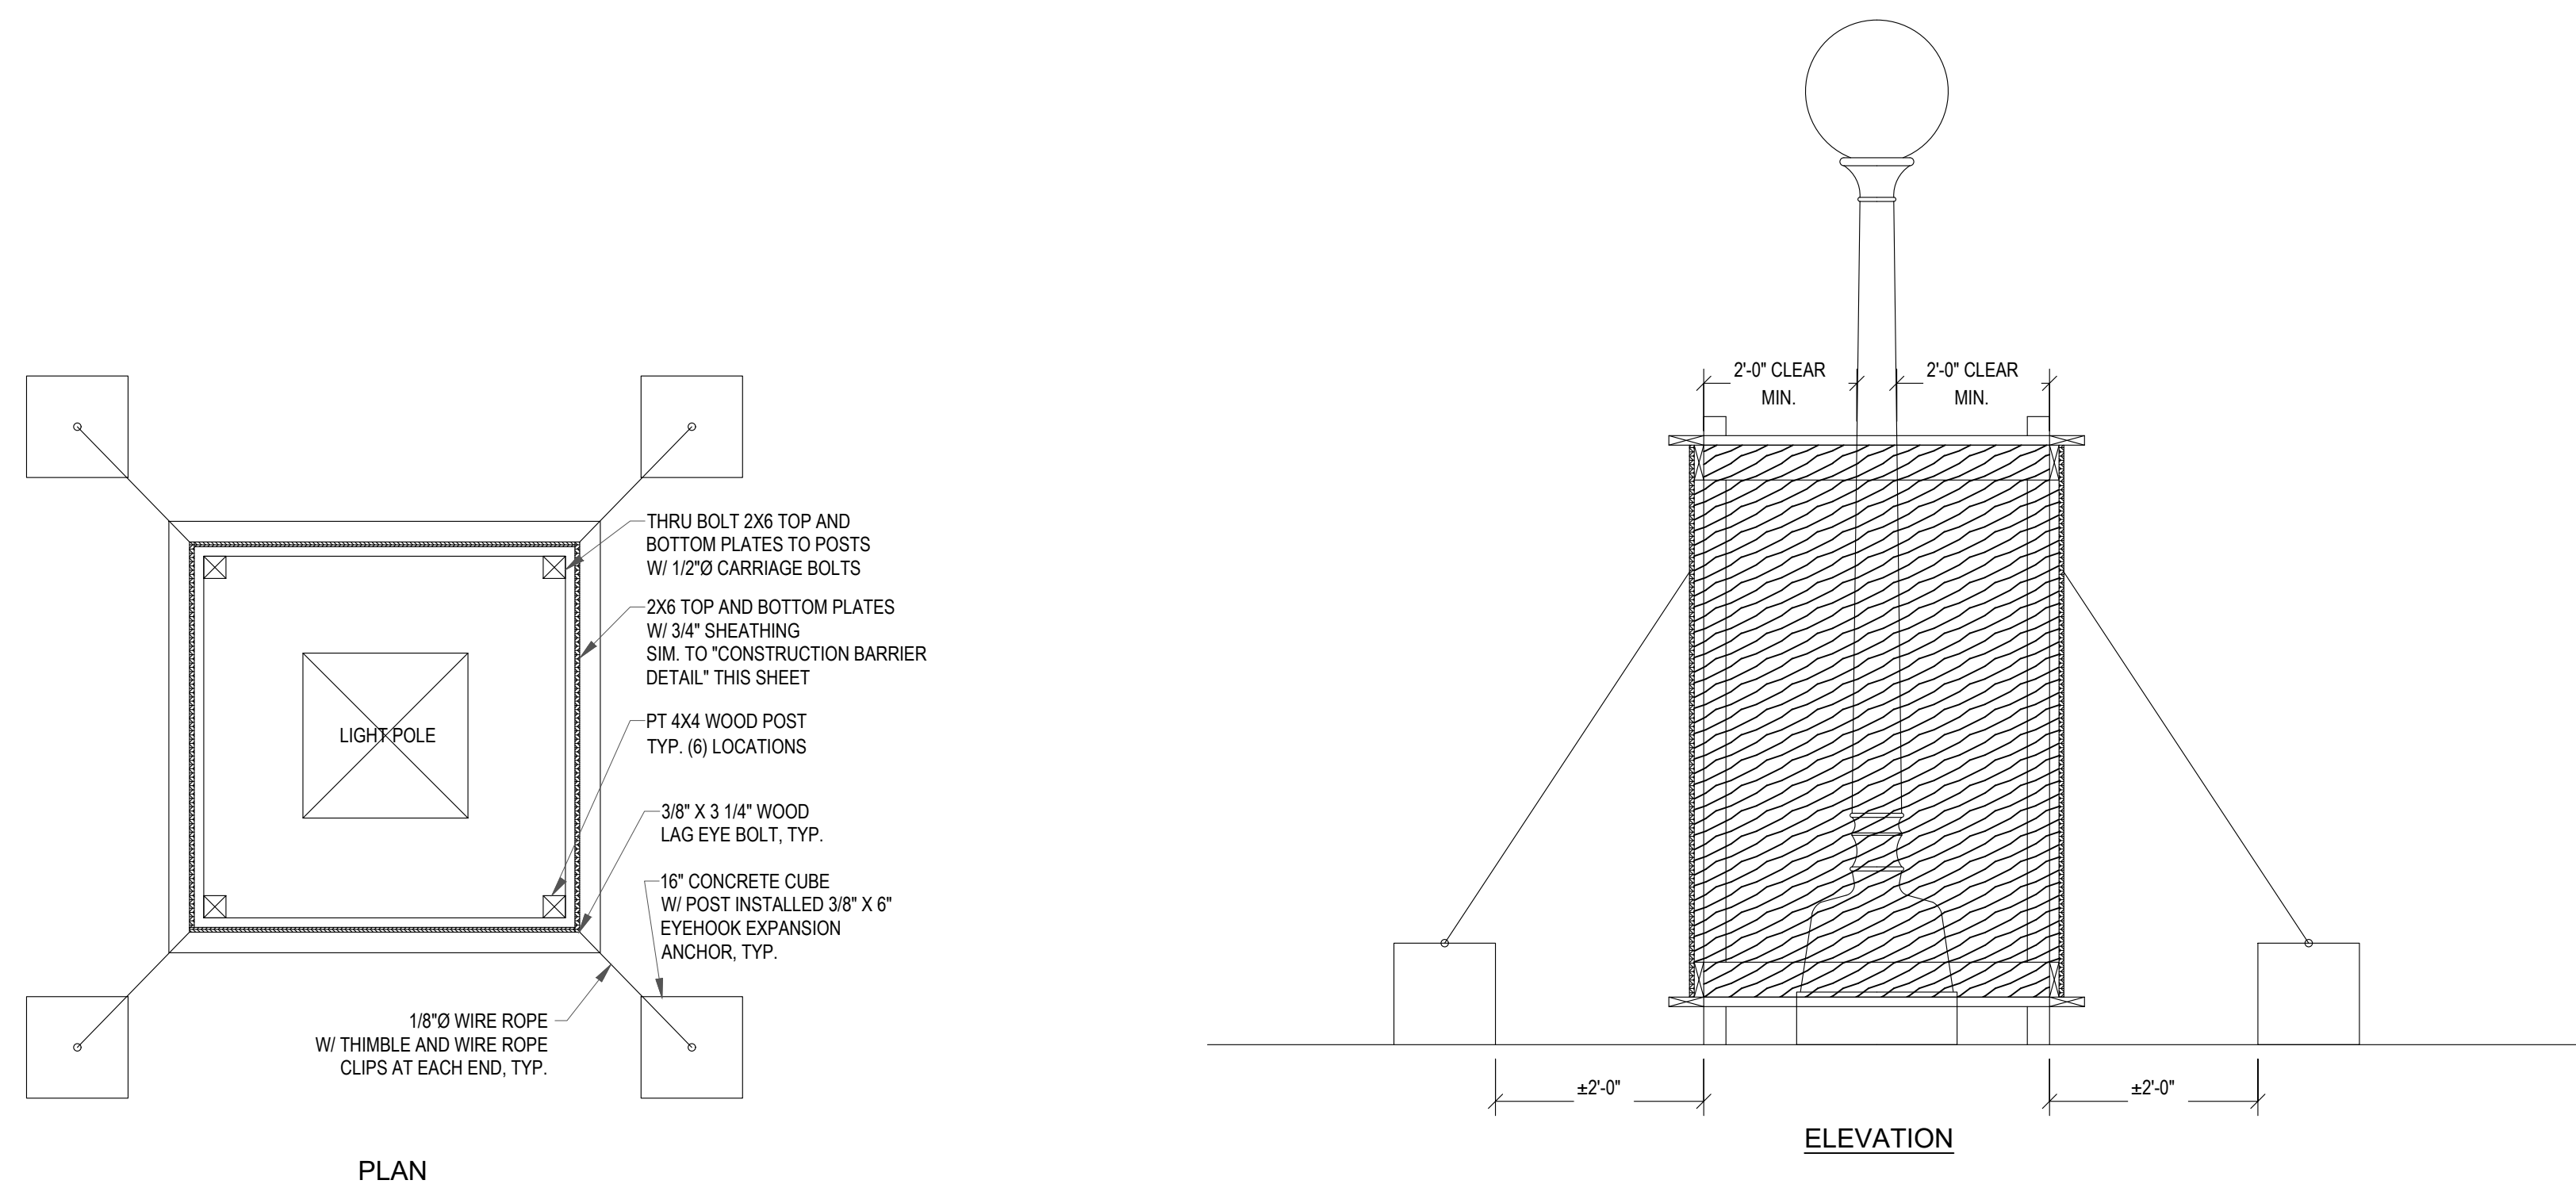 THRU BOLT 2X6 TOP AND
BOTTOM PLATES TO POSTS
W/ 1/2"Ø CARRIAGE BOLTS
2X6 TOP AND BOTTOM PLATES
W/ 3/4" SHEATHING
SIM. TO "CONSTRUCTION BARRIER
DETAIL" THIS SHEET
LIGHT POLE
PT 4X4 WOOD POST
TYP. (6) LOCATIONS
3/8" X 3 1/4" WOOD
LAG EYE BOLT, TYP.
16" CONCRETE CUBE
W/ POST INSTALLED 3/8" X 6"
EYEHOOK EXPANSION
ANCHOR, TYP.
1/8"Ø WIRE ROPE
W/ THIMBLE AND WIRE ROPE
CLIPS AT EACH END, TYP.
PLAN
2'-0" CLEAR
MIN.
2'-0" CLEAR
MIN.
±2'-0"
±2'-0"
ELEVATION